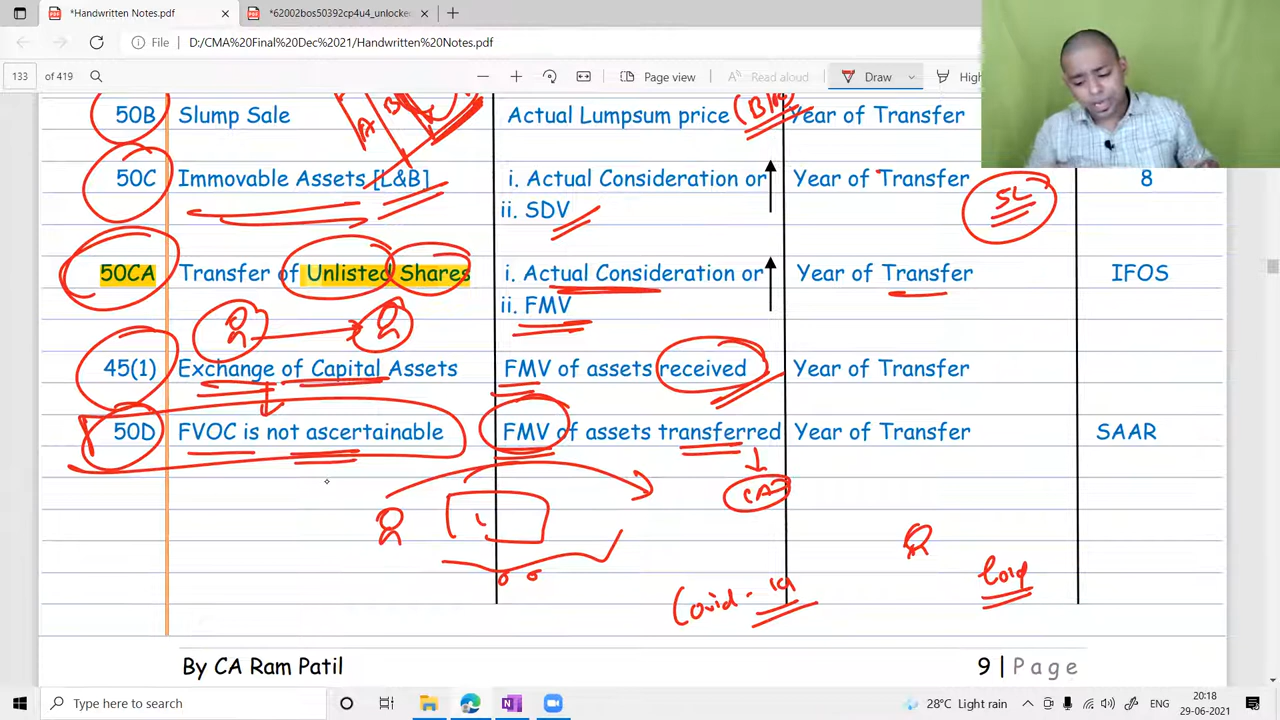 *Handwritten Notes.pdf
*62002bos50392cp4u4_unlocke
File
D:/CMA%20Final%20Dec%2021/Handwritten%20Notes.pdf
133 of 419
Page view
Read aloud
Draw
High
50B Slump Sale Actual Lumpsum price Year of Transfer
50C Immovable Assets [L&B] i. Actual Consideration or Year of Transfer 8
ii. SDV
50CA Transfer of Unlisted Shares i. Actual Consideration or Year of Transfer IFOS
ii. FMV
45(1) Exchange of Capital Assets FMV of assets received Year of Transfer
50D FVOC is not ascertainable FMV of assets transferred Year of Transfer SAAR
Covid-19
By CA Ram Patil 9 | Page
Type here to search
28°C Light rain
ENG
20:18
29-06-2021